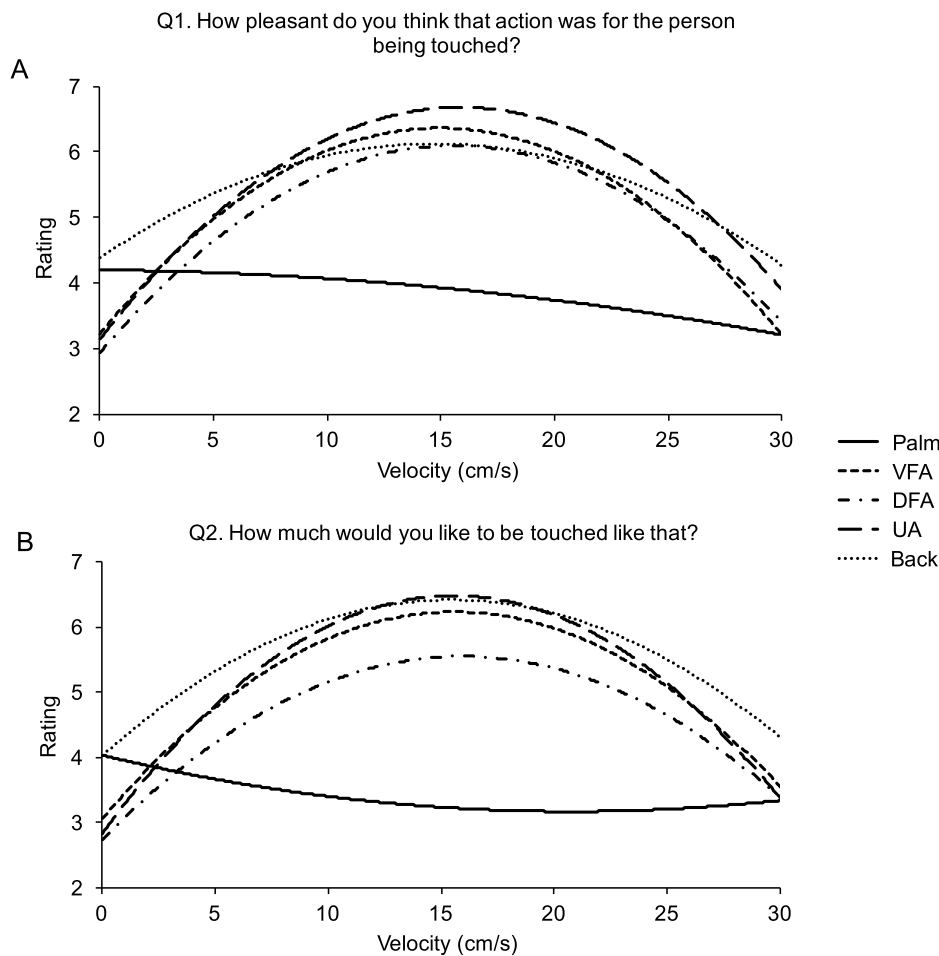 Q1. How pleasant do you think that action was for the person
being touched?
A
7
6
5
4
3
2
Rating
0 5 10 15 20 25 30
Velocity (cm/s)
Palm
VFA
DFA
UA
Back
B
Q2. How much would you like to be touched like that?
7
6
5
4
3
2
Rating
0 5 10 15 20 25 30
Velocity (cm/s)